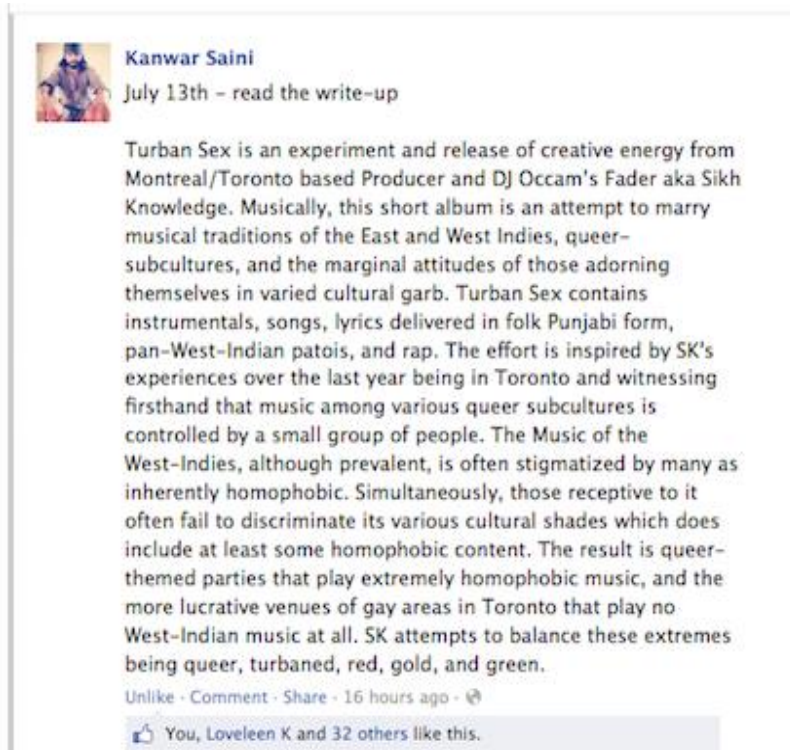 Kanwar Saini
July 13th – read the write-up
Turban Sex is an experiment and release of creative energy from
Montreal/Toronto based Producer and DJ Occam's Fader aka Sikh
Knowledge. Musically, this short album is an attempt to marry
musical traditions of the East and West Indies, queer-
subcultures, and the marginal attitudes of those adorning
themselves in varied cultural garb. Turban Sex contains
instrumentals, songs, lyrics delivered in folk Punjabi form,
pan-West-Indian patois, and rap. The effort is inspired by SK's
experiences over the last year being in Toronto and witnessing
firsthand that music among various queer subcultures is
controlled by a small group of people. The Music of the
West-Indies, although prevalent, is often stigmatized by many as
inherently homophobic. Simultaneously, those receptive to it
often fail to discriminate its various cultural shades which does
include at least some homophobic content. The result is queer-
themed parties that play extremely homophobic music, and the
more lucrative venues of gay areas in Toronto that play no
West-Indian music at all. SK attempts to balance these extremes
being queer, turbaned, red, gold, and green.
Unlike · Comment · Share · 16 hours ago ·
You, Loveleen K and 32 others like this.